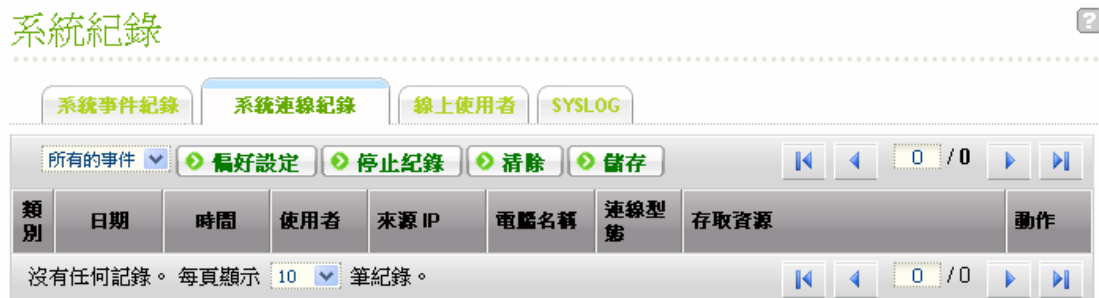 系統紀錄
?
系統事件紀錄 系統連線紀錄 線上使用者 SYSLOG
所有的事件 偏好設定 停止紀錄 清除 儲存 0 / 0
類別 日期 時間 使用者 來源 IP 電腦名稱 連線型態 存取資源 動作
沒有任何記錄。 每頁顯示 10 筆紀錄。 0 / 0